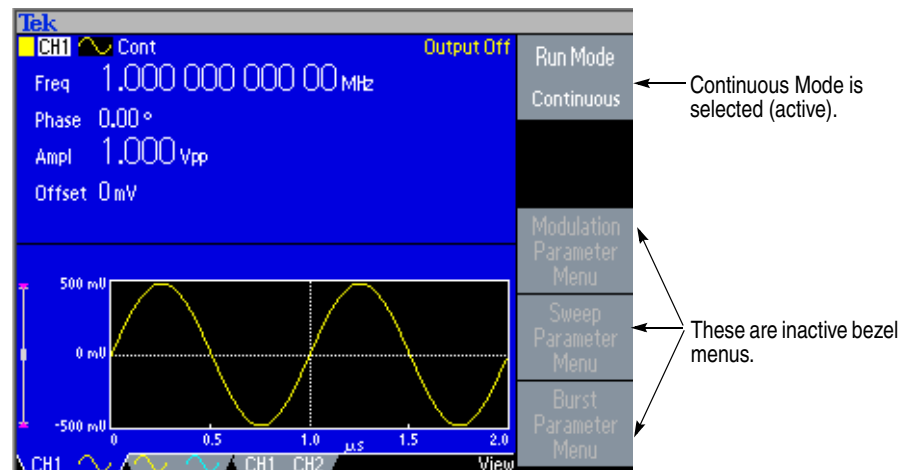 Tek
CH1 Cont Output Off
Freq 1.000 000 000 00 MHz
Phase 0.00 °
Ampl 1.000 Vpp
Offset 0 mV
500 mV
0 mV
-500 mV
0 0.5 1.0 µs 1.5 2.0
CH1 CH1 CH2 View
Run Mode
Continuous
Modulation
Parameter
Menu
Sweep
Parameter
Menu
Burst
Parameter
Menu
Continuous Mode is
selected (active).
These are inactive bezel
menus.